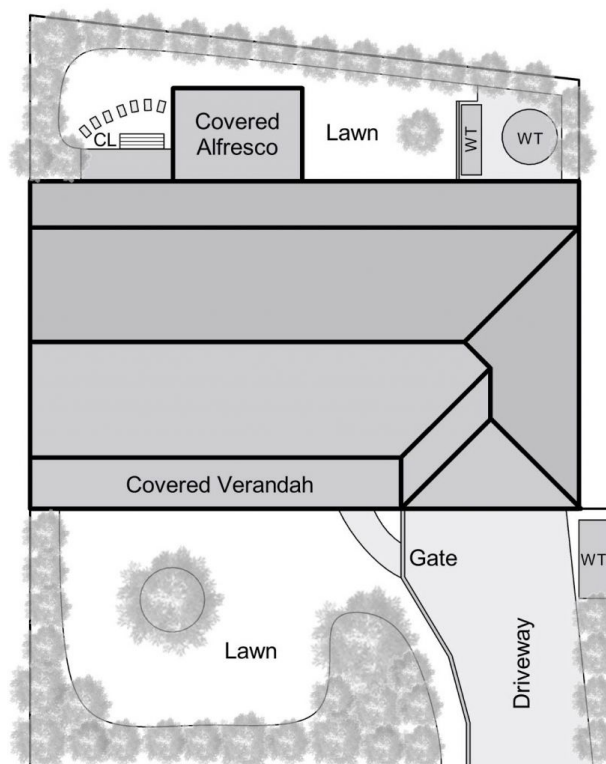 Covered
Alfresco
CL
Lawn
WT
WT
Covered Verandah
Gate
WT
Lawn
Driveway